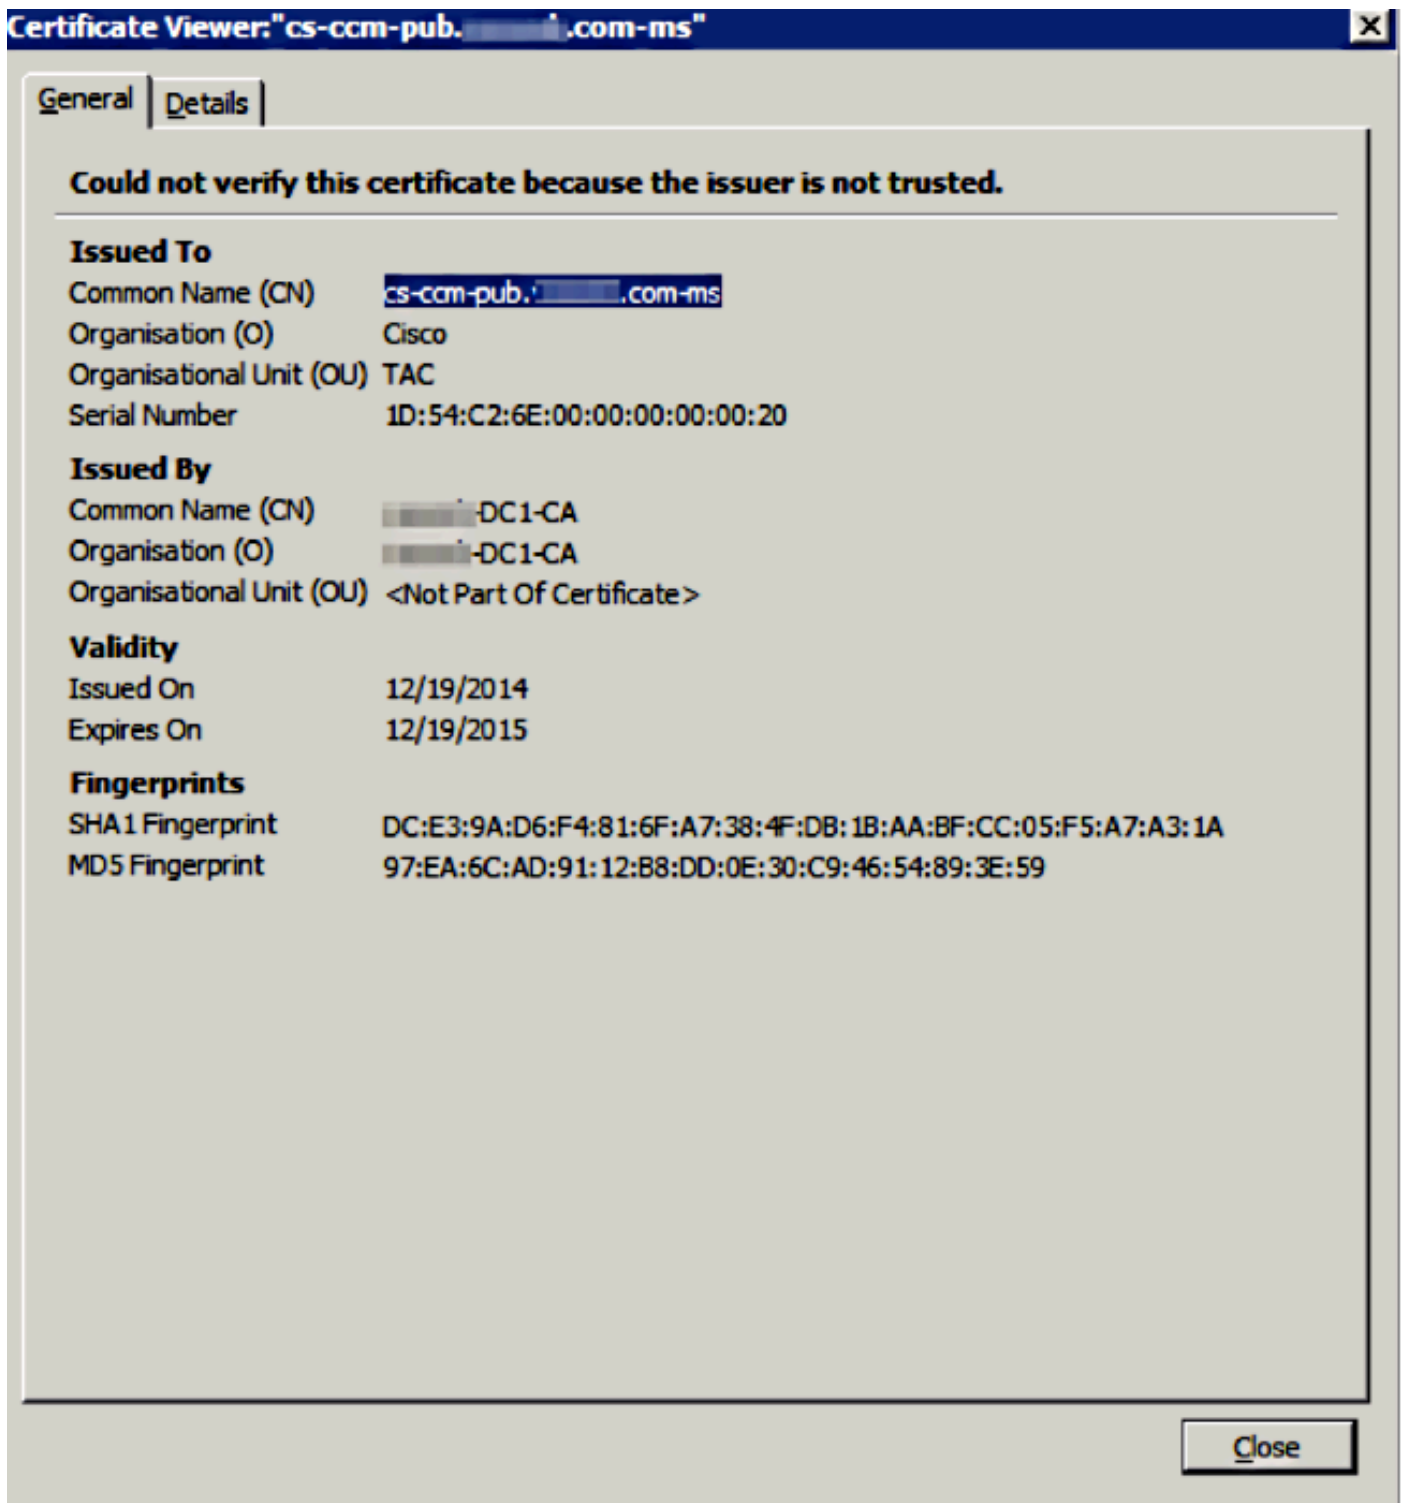 Certificate Viewer:"cs-ccm-pub. .com-ms"
General Details
Could not verify this certificate because the issuer is not trusted.
Issued To
Common Name (CN) cs-ccm-pub. .com-ms
Organisation (O) Cisco
Organisational Unit (OU) TAC
Serial Number 1D:54:C2:6E:00:00:00:00:00:20
Issued By
Common Name (CN) -DC1-CA
Organisation (O) -DC1-CA
Organisational Unit (OU) <Not Part Of Certificate>
Validity
Issued On 12/19/2014
Expires On 12/19/2015
Fingerprints
SHA1 Fingerprint DC:E3:9A:D6:F4:81:6F:A7:38:4F:DB:1B:AA:BF:CC:05:F5:A7:A3:1A
MD5 Fingerprint 97:EA:6C:AD:91:12:B8:DD:0E:30:C9:46:54:89:3E:59
Close